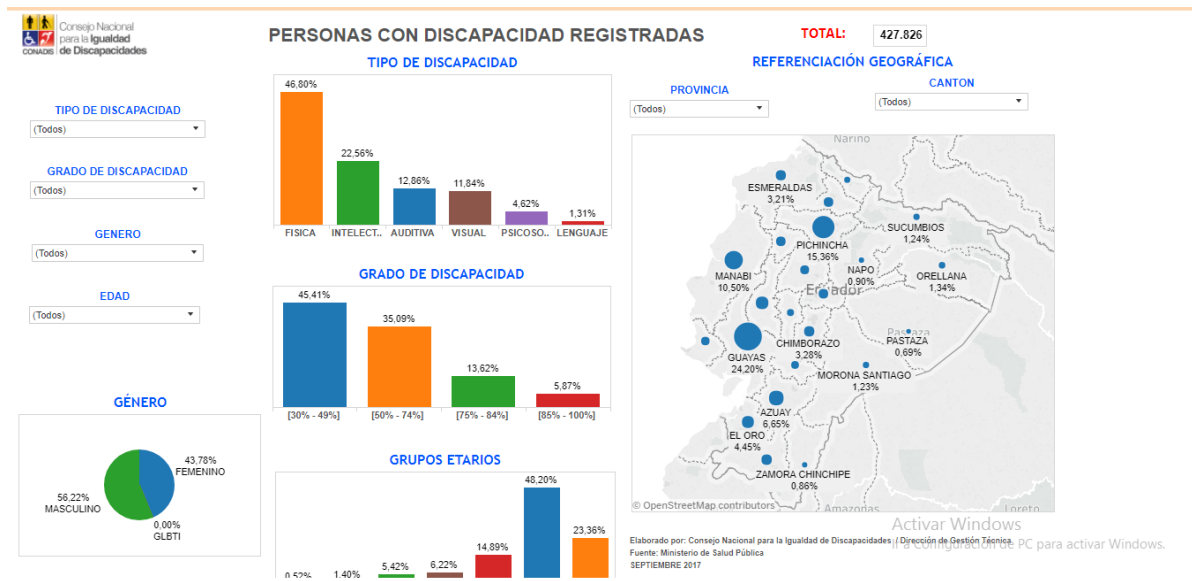 Consejo Nacional
para la Igualdad
de Discapacidades
CONADIS
PERSONAS CON DISCAPACIDAD REGISTRADAS
TOTAL: 427.826
TIPO DE DISCAPACIDAD
(Todos)
GRADO DE DISCAPACIDAD
(Todos)
GENERO
(Todos)
EDAD
(Todos)
GÉNERO
43,78%
FEMENINO
56,22%
MASCULINO
0,00%
GLBTI
TIPO DE DISCAPACIDAD
46,80%
22,56%
12,86%
11,84%
4,62%
1,31%
FISICA INTELECT.. AUDITIVA VISUAL PSICOSO.. LENGUAJE
GRADO DE DISCAPACIDAD
45,41%
35,09%
13,62%
5,87%
[30% - 49%] [50% - 74%] [75% - 84%] [85% - 100%]
GRUPOS ETARIOS
0,52% 1,40% 5,42% 6,22% 14,89% 48,20% 23,36%
REFERENCIACIÓN GEOGRÁFICA
PROVINCIA
(Todos)
CANTON
(Todos)
Narino
ESMERALDAS
3,21%
SUCUMBIOS
1,24%
PICHINCHA
15,36%
MANABI
10,50%
NAPO
0,90%
ORELLANA
1,34%
Ecuador
Pastaza
PASTAZA
0,69%
CHIMBORAZO
3,28%
GUAYAS
24,20%
MORONA SANTIAGO
1,23%
AZUAY
6,65%
EL ORO
4,45%
ZAMORA CHINCHIPE
0,86%
© OpenStreetMap contributors
Amazonas
Loreto
Activar Windows
Ir a Configuración de PC para activar Windows.
Elaborado por: Consejo Nacional para la Igualdad de Discapacidades / Dirección de Gestión Técnica.
Fuente: Ministerio de Salud Pública
SEPTIEMBRE 2017